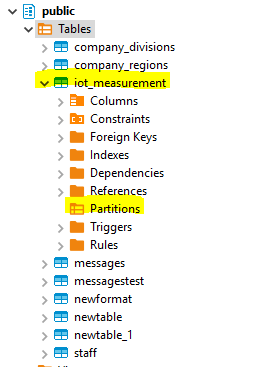 public
Tables
company_divisions
company_regions
iot_measurement
Columns
Constraints
Foreign Keys
Indexes
Dependencies
References
Partitions
Triggers
Rules
messages
messagestest
newformat
newtable
newtable_1
staff